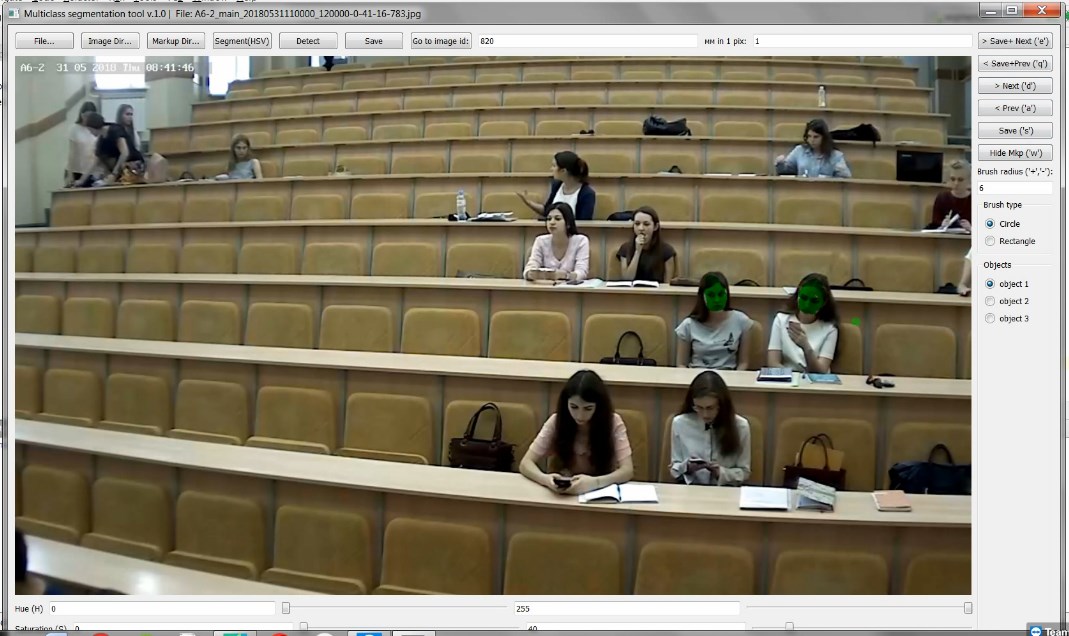 Multiclass segmentation tool v.1.0 | File: A6-2_main_20180531110000_120000-0-41-16-783.jpg
File... Image Dir... Markup Dir... Segment(HSV) Detect Save Go to image id: 820 мм in 1 pix: 1
> Save+ Next ('e')
< Save+Prev ('q')
> Next ('d')
< Prev ('a')
Save ('s')
Hide Mkp ('w')
Brush radius ('+','-'):
6
Brush type
Circle
Rectangle
Objects
object 1
object 2
object 3
A6-2 31 05 2018 Thu 08:41:46
Hue (H) 0 255
Saturation (S) 0 40